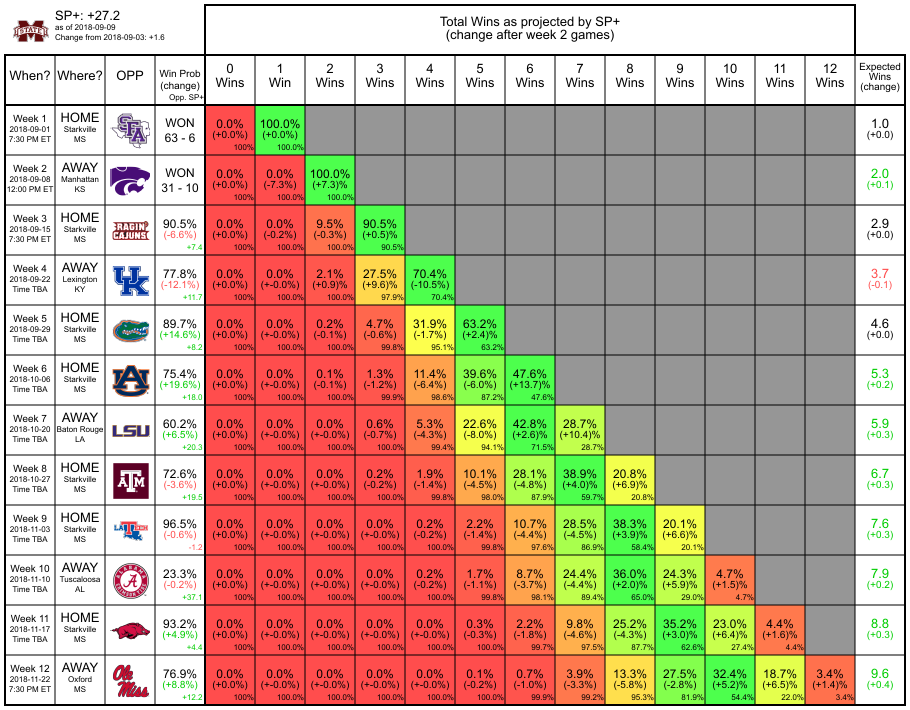 SP+: +27.2
as of 2018-09-09
Change from 2018-09-03: +1.6
STATE
Total Wins as projected by SP+
(change after week 2 games)
When? Where? OPP Win Prob (change) Opp. SP+ 0 Wins 1 Win 2 Wins 3 Wins 4 Wins 5 Wins 6 Wins 7 Wins 8 Wins 9 Wins 10 Wins 11 Wins 12 Wins Expected Wins (change)
Week 1 HOME SFA WON 0.0% 100.0% 1.0
2018-09-01 Starkville 63 - 6 (+0.0%) (+0.0%) (+0.0)
7:30 PM ET MS 100% 100.0%
Week 2 AWAY WON 0.0% 0.0% 100.0% 2.0
2018-09-08 Manhattan 31 - 10 (+0.0%) (-7.3%) (+7.3)% (+0.1)
12:00 PM ET KS 100% 100.0% 100.0%
Week 3 HOME RAGIN' CAJUNS 90.5% 0.0% 0.0% 9.5% 90.5% 2.9
2018-09-15 Starkville (-6.6%) (+0.0%) (-0.2%) (-0.3%) (+0.5)% (+0.0)
7:30 PM ET MS +7.4 100% 100.0% 100.0% 90.5%
Week 4 AWAY UK 77.8% 0.0% 0.0% 2.1% 27.5% 70.4% 3.7
2018-09-22 Lexington (-12.1%) (+0.0%) (+-0.0%) (+0.9)% (+9.6)% (-10.5%) (-0.1)
Time TBA KY +11.7 100% 100.0% 100.0% 97.9% 70.4%
Week 5 HOME 89.7% 0.0% 0.0% 0.2% 4.7% 31.9% 63.2% 4.6
2018-09-29 Starkville (+14.6%) (+0.0%) (+-0.0%) (-0.1%) (-0.6%) (-1.7%) (+2.4)% (+0.0)
Time TBA MS +8.2 100% 100.0% 100.0% 99.8% 95.1% 63.2%
Week 6 HOME AU 75.4% 0.0% 0.0% 0.1% 1.3% 11.4% 39.6% 47.6% 5.3
2018-10-06 Starkville (+19.6%) (+0.0%) (+-0.0%) (-0.1%) (-1.2%) (-6.4%) (-6.0%) (+13.7)% (+0.2)
Time TBA MS +18.0 100% 100.0% 100.0% 99.9% 98.6% 87.2% 47.6%
Week 7 AWAY LSU 60.2% 0.0% 0.0% 0.0% 0.6% 5.3% 22.6% 42.8% 28.7% 5.9
2018-10-20 Baton Rouge (+6.5%) (+0.0%) (+-0.0%) (+-0.0%) (-0.7%) (-4.3%) (-8.0%) (+2.6)% (+10.4)% (+0.3)
Time TBA LA +20.3 100% 100.0% 100.0% 100.0% 99.4% 94.1% 71.5% 28.7%
Week 8 HOME ATM 72.6% 0.0% 0.0% 0.0% 0.2% 1.9% 10.1% 28.1% 38.9% 20.8% 6.7
2018-10-27 Starkville (-3.6%) (+0.0%) (+-0.0%) (+-0.0%) (-0.2%) (-1.4%) (-4.5%) (-4.8%) (+4.0)% (+6.9)% (+0.3)
Time TBA MS +19.5 100% 100.0% 100.0% 100.0% 99.8% 98.0% 87.9% 59.7% 20.8%
Week 9 HOME LA TECH 96.5% 0.0% 0.0% 0.0% 0.0% 0.2% 2.2% 10.7% 28.5% 38.3% 20.1% 7.6
2018-11-03 Starkville (-0.6%) (+0.0%) (+-0.0%) (+-0.0%) (+-0.0%) (-0.2%) (-1.4%) (-4.4%) (-4.5%) (+3.9)% (+6.6)% (+0.3)
Time TBA MS -1.2 100% 100.0% 100.0% 100.0% 100.0% 99.8% 97.6% 86.9% 58.4% 20.1%
Week 10 AWAY A 23.3% 0.0% 0.0% 0.0% 0.0% 0.2% 1.7% 8.7% 24.4% 36.0% 24.3% 4.7% 7.9
2018-11-10 Tuscaloosa (-0.2%) (+0.0%) (+-0.0%) (+-0.0%) (+-0.0%) (-0.2%) (-1.1%) (-3.7%) (-4.4%) (+2.0)% (+5.9)% (+1.5)% (+0.2)
Time TBA AL +37.1 100% 100.0% 100.0% 100.0% 100.0% 99.8% 98.1% 89.4% 65.0% 29.0% 4.7%
Week 11 HOME 93.2% 0.0% 0.0% 0.0% 0.0% 0.0% 0.3% 2.2% 9.8% 25.2% 35.2% 23.0% 4.4% 8.8
2018-11-17 Starkville (+4.9%) (+0.0%) (+-0.0%) (+-0.0%) (+-0.0%) (+-0.0%) (-0.3%) (-1.8%) (-4.6%) (-4.3%) (+3.0)% (+6.4)% (+1.6)% (+0.3)
Time TBA MS +4.4 100% 100.0% 100.0% 100.0% 100.0% 100.0% 99.7% 97.5% 87.7% 62.6% 27.4% 4.4%
Week 12 AWAY Ole Miss 76.9% 0.0% 0.0% 0.0% 0.0% 0.0% 0.1% 0.7% 3.9% 13.3% 27.5% 32.4% 18.7% 3.4% 9.6
2018-11-22 Oxford (+8.8%) (+0.0%) (+-0.0%) (+-0.0%) (+-0.0%) (+-0.0%) (-0.2%) (-1.0%) (-3.3%) (-5.8%) (-2.8%) (+5.2)% (+6.5)% (+1.4)% (+0.4)
7:30 PM ET MS +12.2 100% 100.0% 100.0% 100.0% 100.0% 100.0% 99.9% 99.2% 95.3% 81.9% 54.4% 22.0% 3.4%